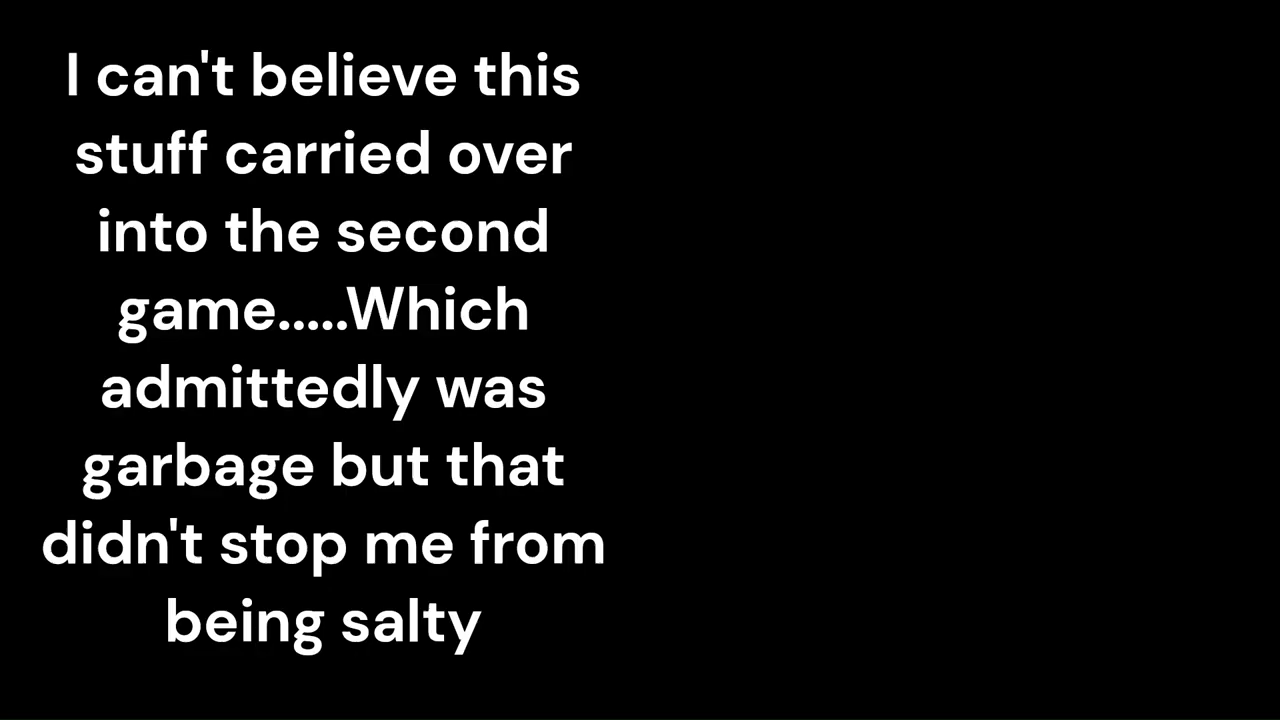 I can't believe this
stuff carried over
into the second
game.....Which
admittedly was
garbage but that
didn't stop me from
being salty